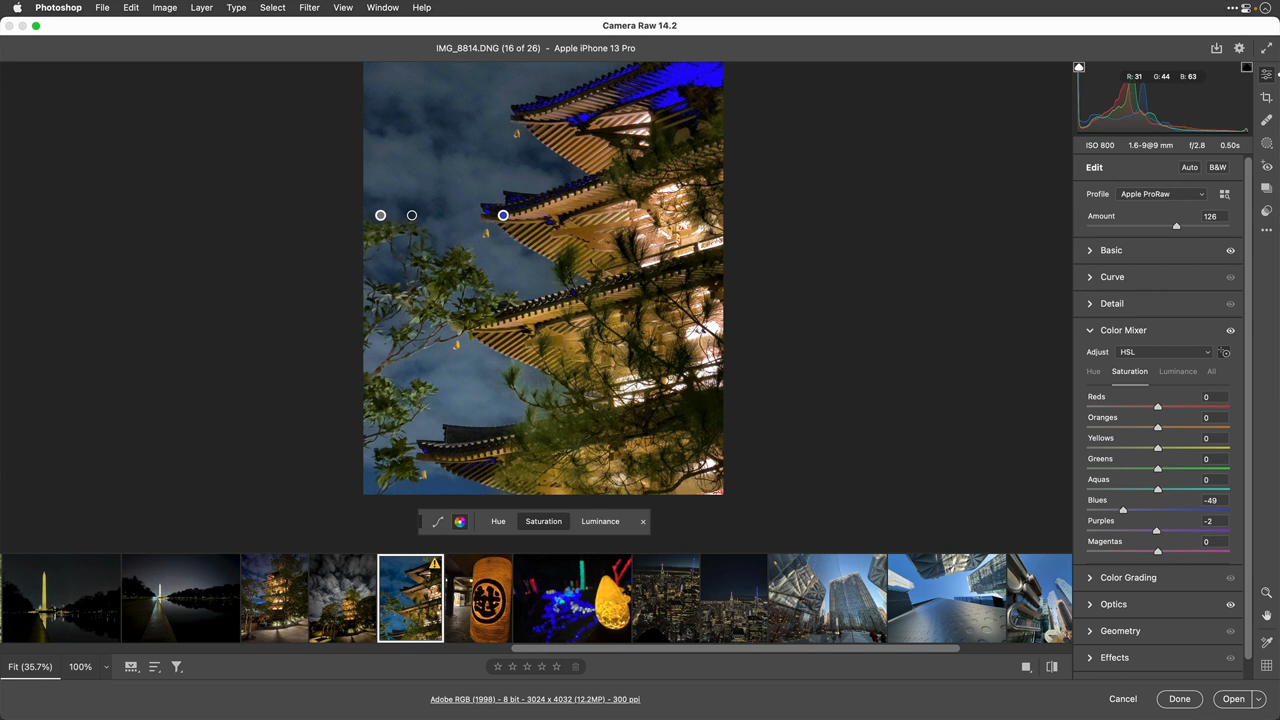 Photoshop File Edit Image Layer Type Select Filter View Window Help
Camera Raw 14.2
IMG_8814.DNG (16 of 26) - Apple iPhone 13 Pro
R: 31 G: 44 B: 63
ISO 800 1.6-9@9 mm f/2.8 0.50s
Edit Auto B&W
Profile Apple ProRaw
Amount 126
Basic
Curve
Detail
Color Mixer
Adjust HSL
Hue Saturation Luminance All
Reds 0
Oranges 0
Yellows 0
Greens 0
Aquas 0
Blues -49
Purples -2
Magentas 0
Color Grading
Optics
Geometry
Effects
Hue Saturation Luminance ×
Fit (35.7%) 100%
Adobe RGB (1998) - 8 bit - 3024 x 4032 (12.2MP) - 300 ppi
Cancel Done Open